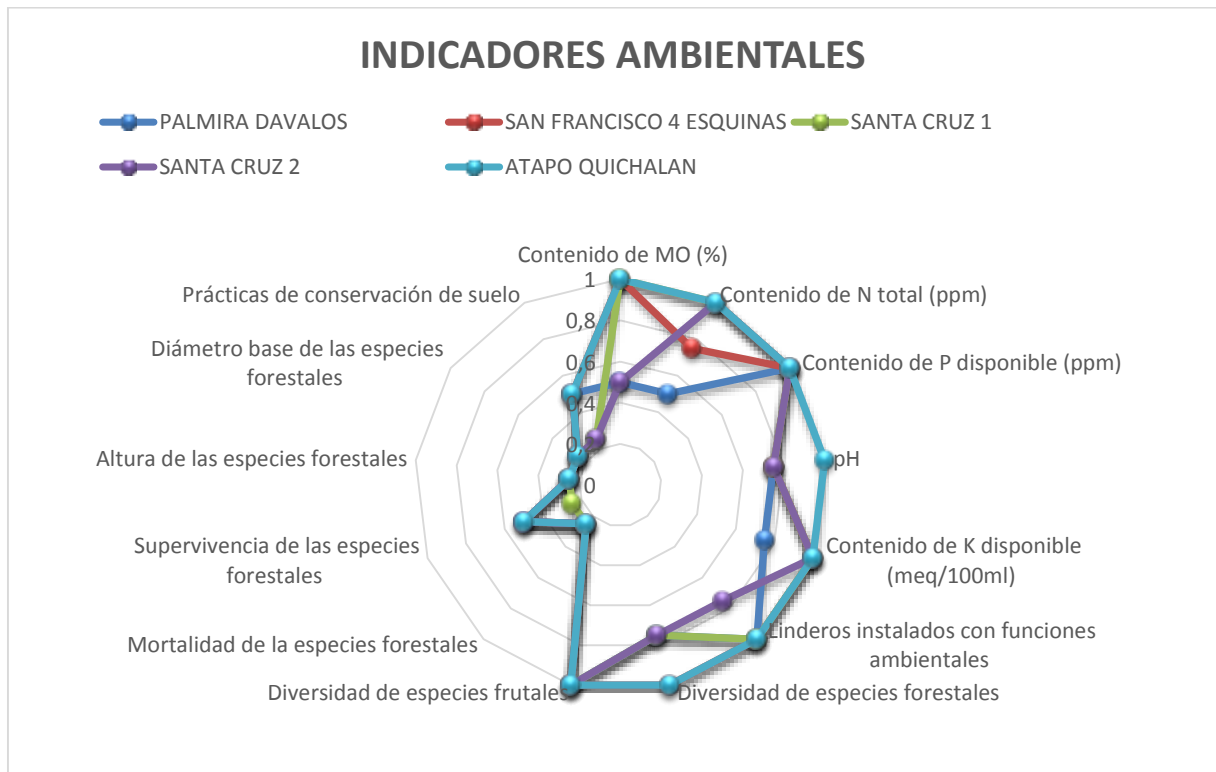 INDICADORES AMBIENTALES
PALMIRA DAVALOS
SAN FRANCISCO 4 ESQUINAS
SANTA CRUZ 1
SANTA CRUZ 2
ATAPO QUICHALAN
Contenido de MO (%)
Contenido de N total (ppm)
Contenido de P disponible (ppm)
pH
Contenido de K disponible
(meq/100ml)
Linderos instalados con funciones
ambientales
Diversidad de especies forestales
Diversidad de especies frutales
Mortalidad de la especies forestales
Supervivencia de las especies
forestales
Altura de las especies forestales
Diámetro base de las especies
forestales
Prácticas de conservación de suelo
1
0,8
0,6
0,4
0